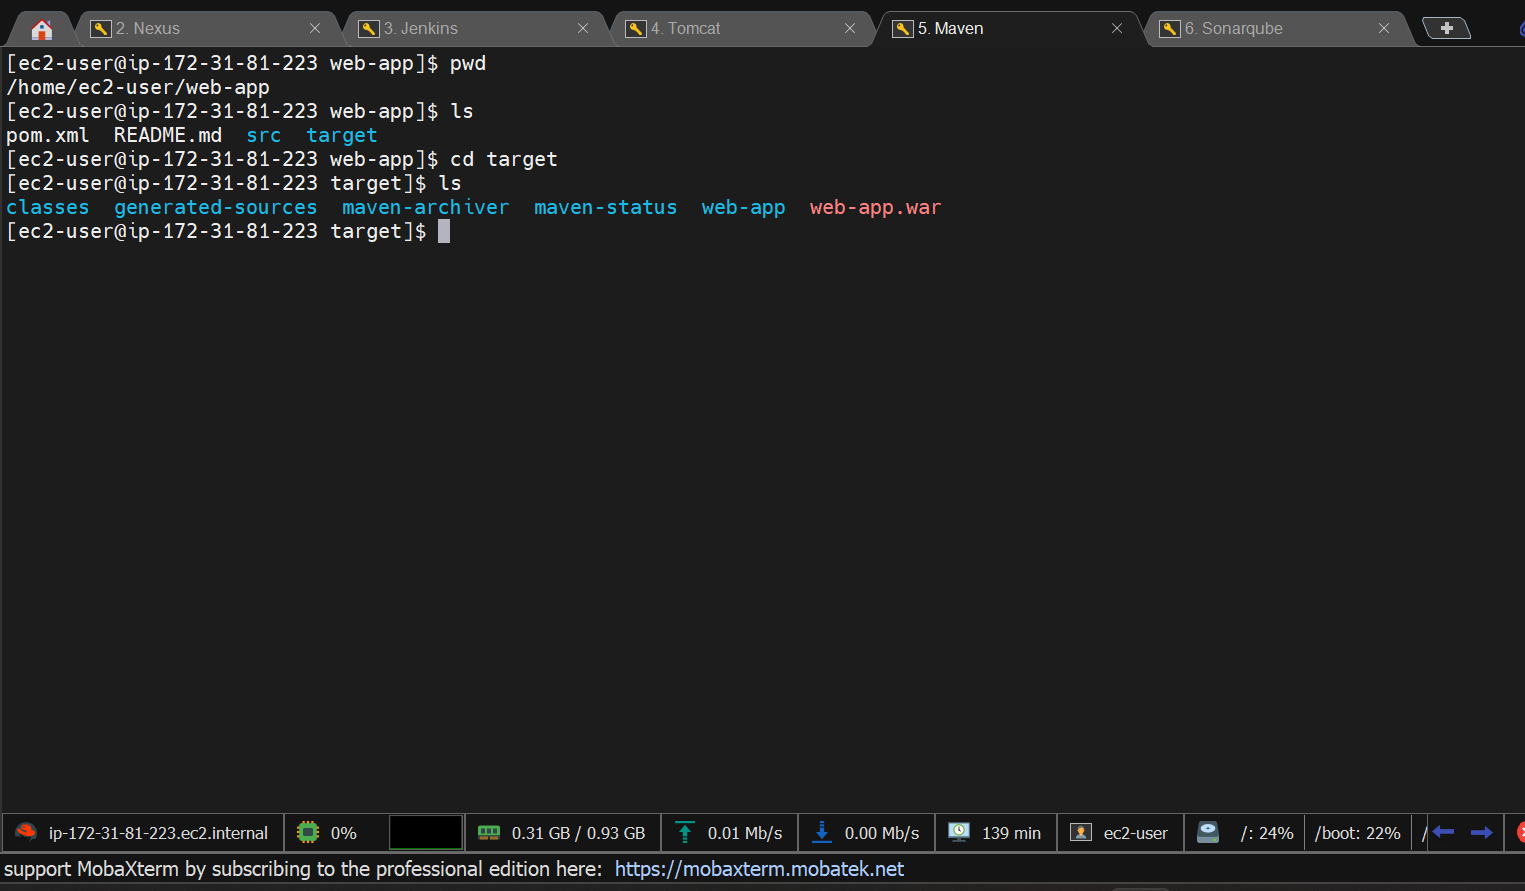 2. Nexus
3. Jenkins
4. Tomcat
5. Maven
6. Sonarqube
[ec2-user@ip-172-31-81-223 web-app]$ pwd
/home/ec2-user/web-app
[ec2-user@ip-172-31-81-223 web-app]$ ls
pom.xml  README.md  src  target
[ec2-user@ip-172-31-81-223 web-app]$ cd target
[ec2-user@ip-172-31-81-223 target]$ ls
classes  generated-sources  maven-archiver  maven-status  web-app  web-app.war
[ec2-user@ip-172-31-81-223 target]$
ip-172-31-81-223.ec2.internal  0%  0.31 GB / 0.93 GB  0.01 Mb/s  0.00 Mb/s  139 min  ec2-user  /: 24%  /boot: 22%  /
support MobaXterm by subscribing to the professional edition here:  https://mobaxterm.mobatek.net